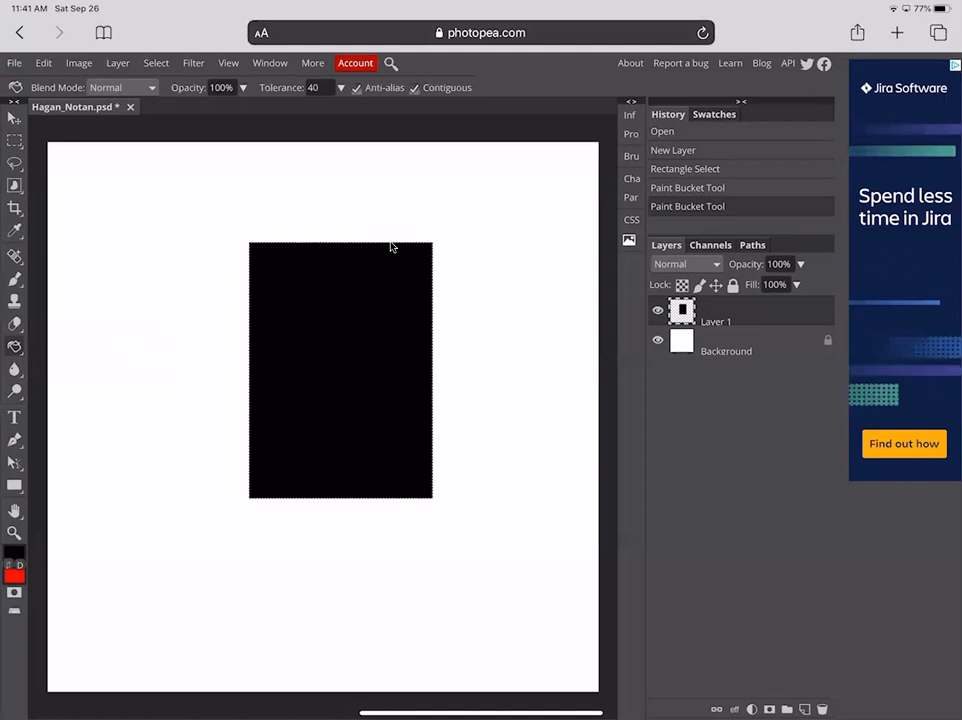 11:41 AM Sat Sep 26
77%
AA
photopea.com
File Edit Image Layer Select Filter View Window More Account
About Report a bug Learn Blog API
Blend Mode: Normal Opacity: 100% Tolerance: 40 Anti-alias Contiguous
Hagan_Notan.psd *
Inf
Pro
Bru
Cha
Par
CSS
History Swatches
Open
New Layer
Rectangle Select
Paint Bucket Tool
Paint Bucket Tool
Layers Channels Paths
Normal Opacity: 100%
Lock: Fill: 100%
Layer 1
Background
T
D
eff
Jira Software
Spend less
time in Jira
Find out how